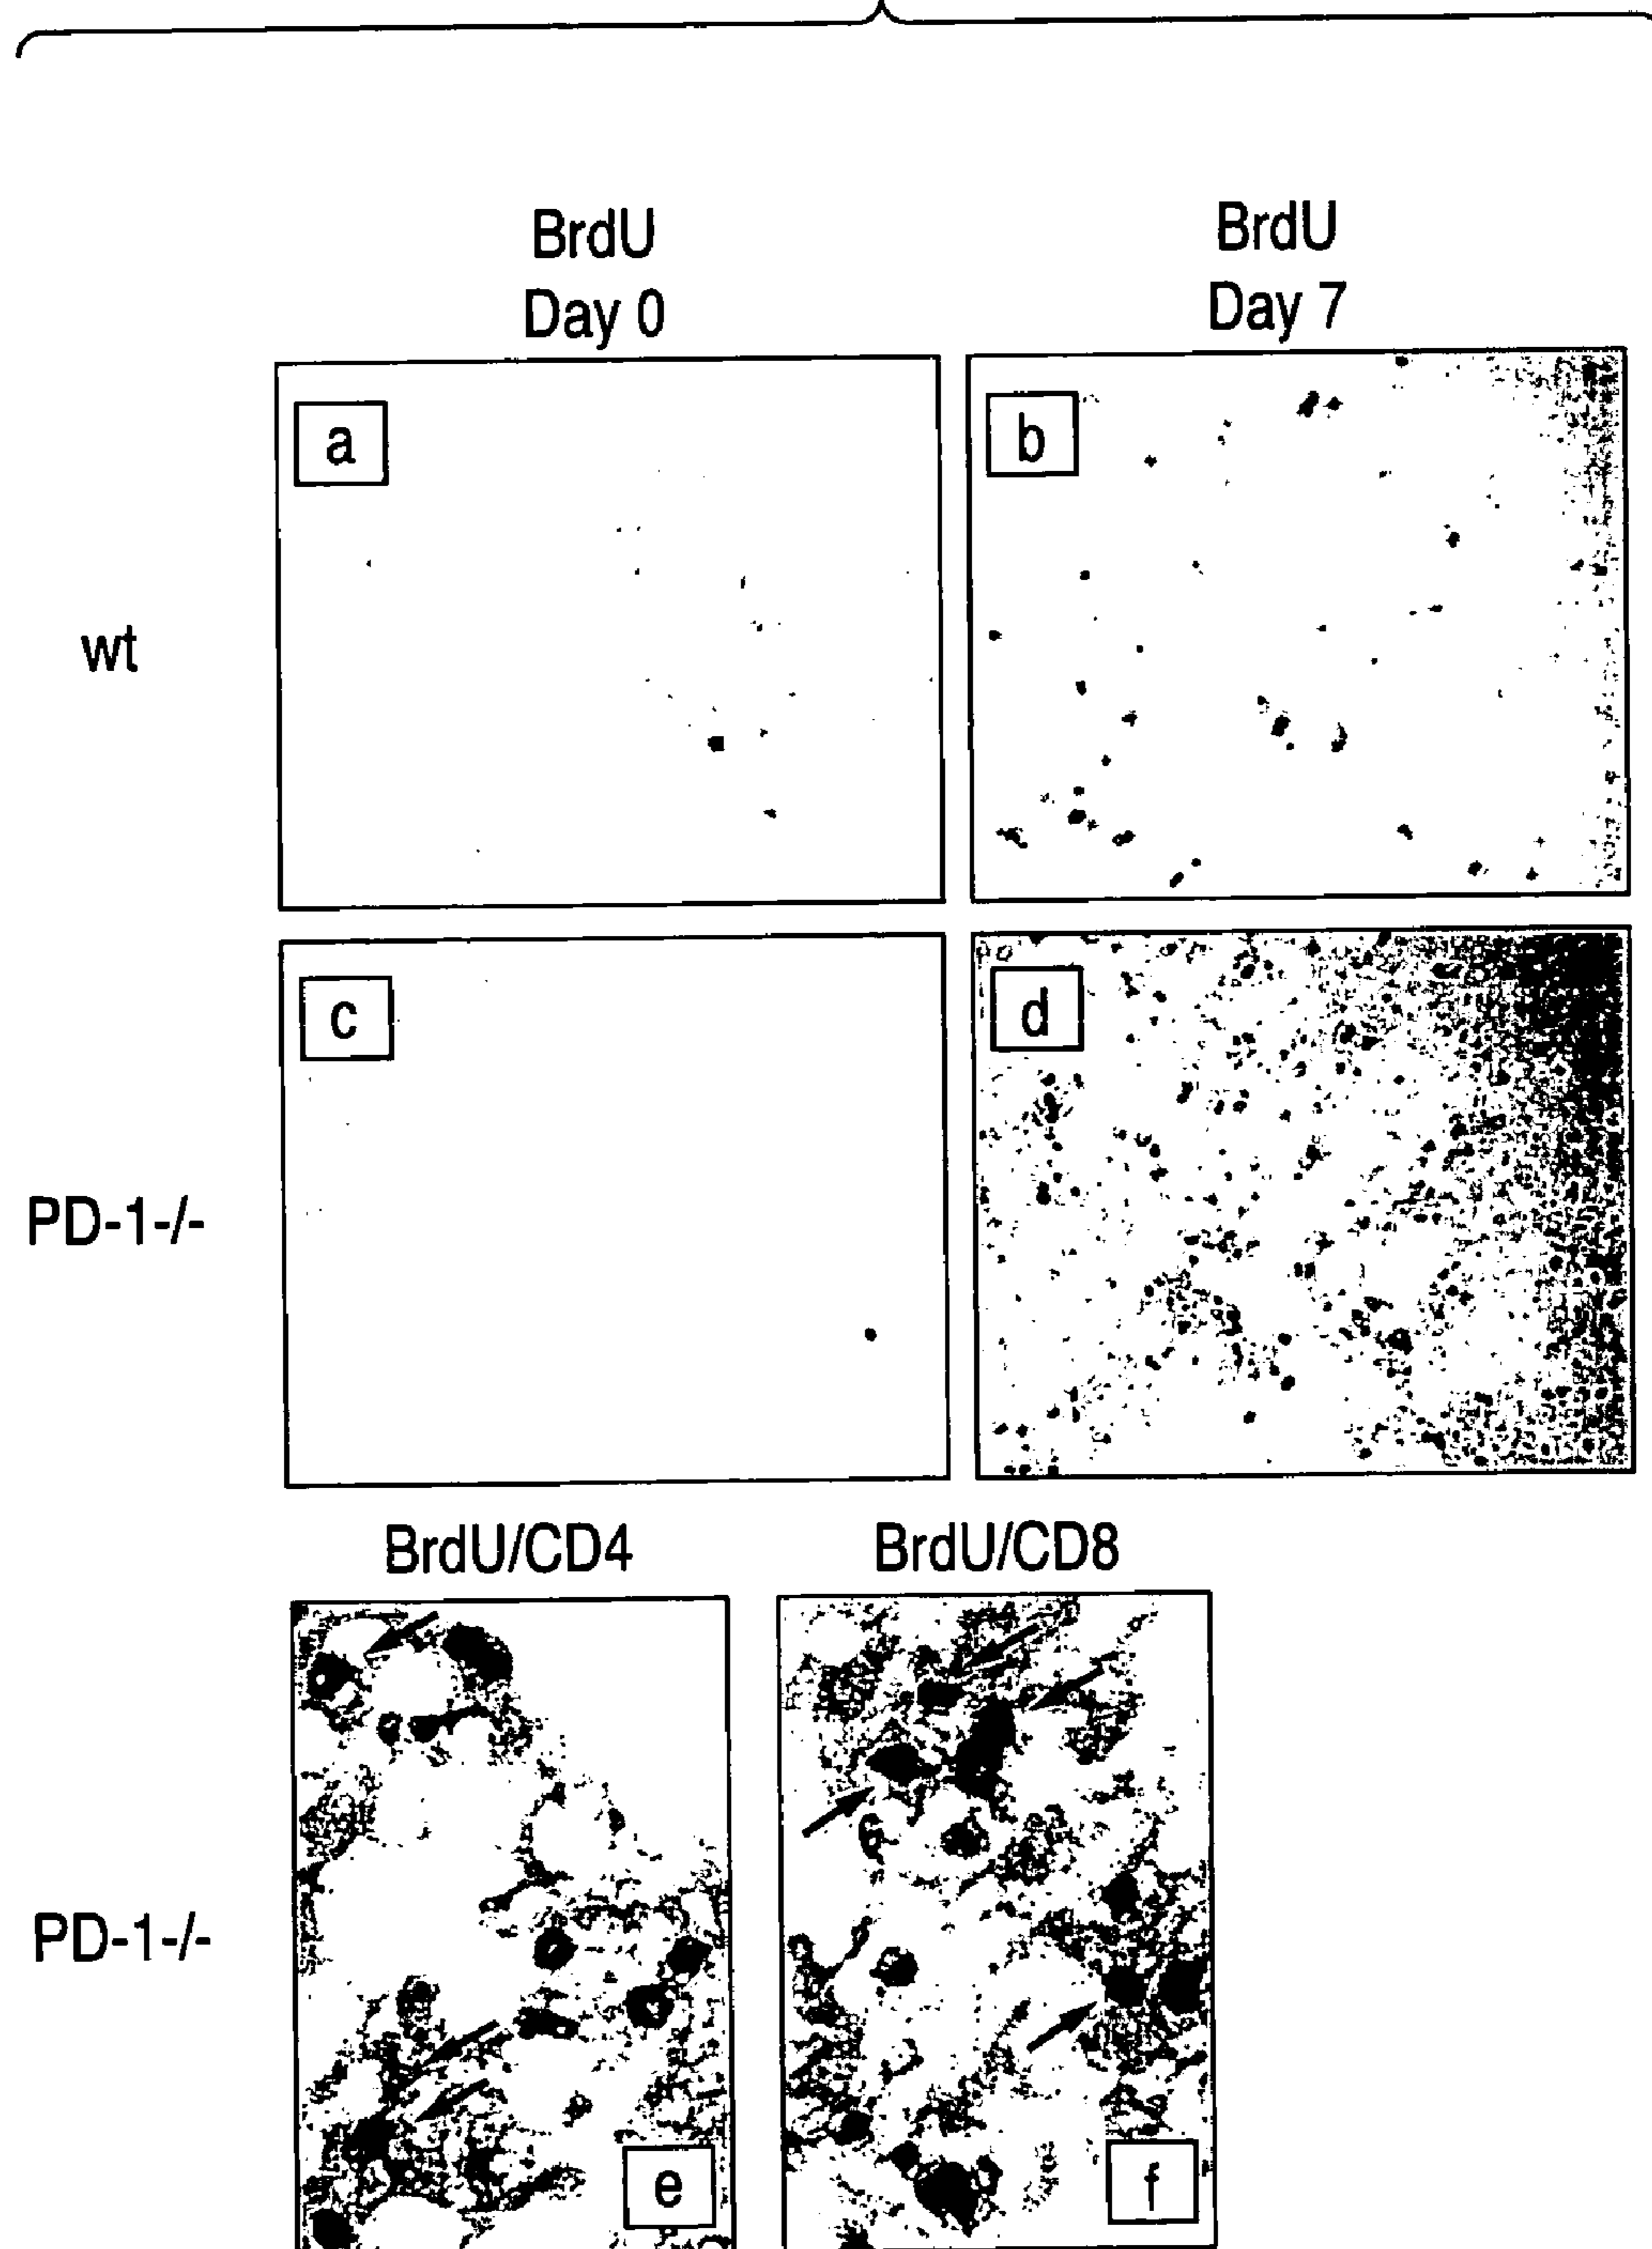 BrdU
Day 0
BrdU
Day 7
a
b
wt
c
d
PD-1-/-
BrdU/CD4
BrdU/CD8
PD-1-/-
e
f